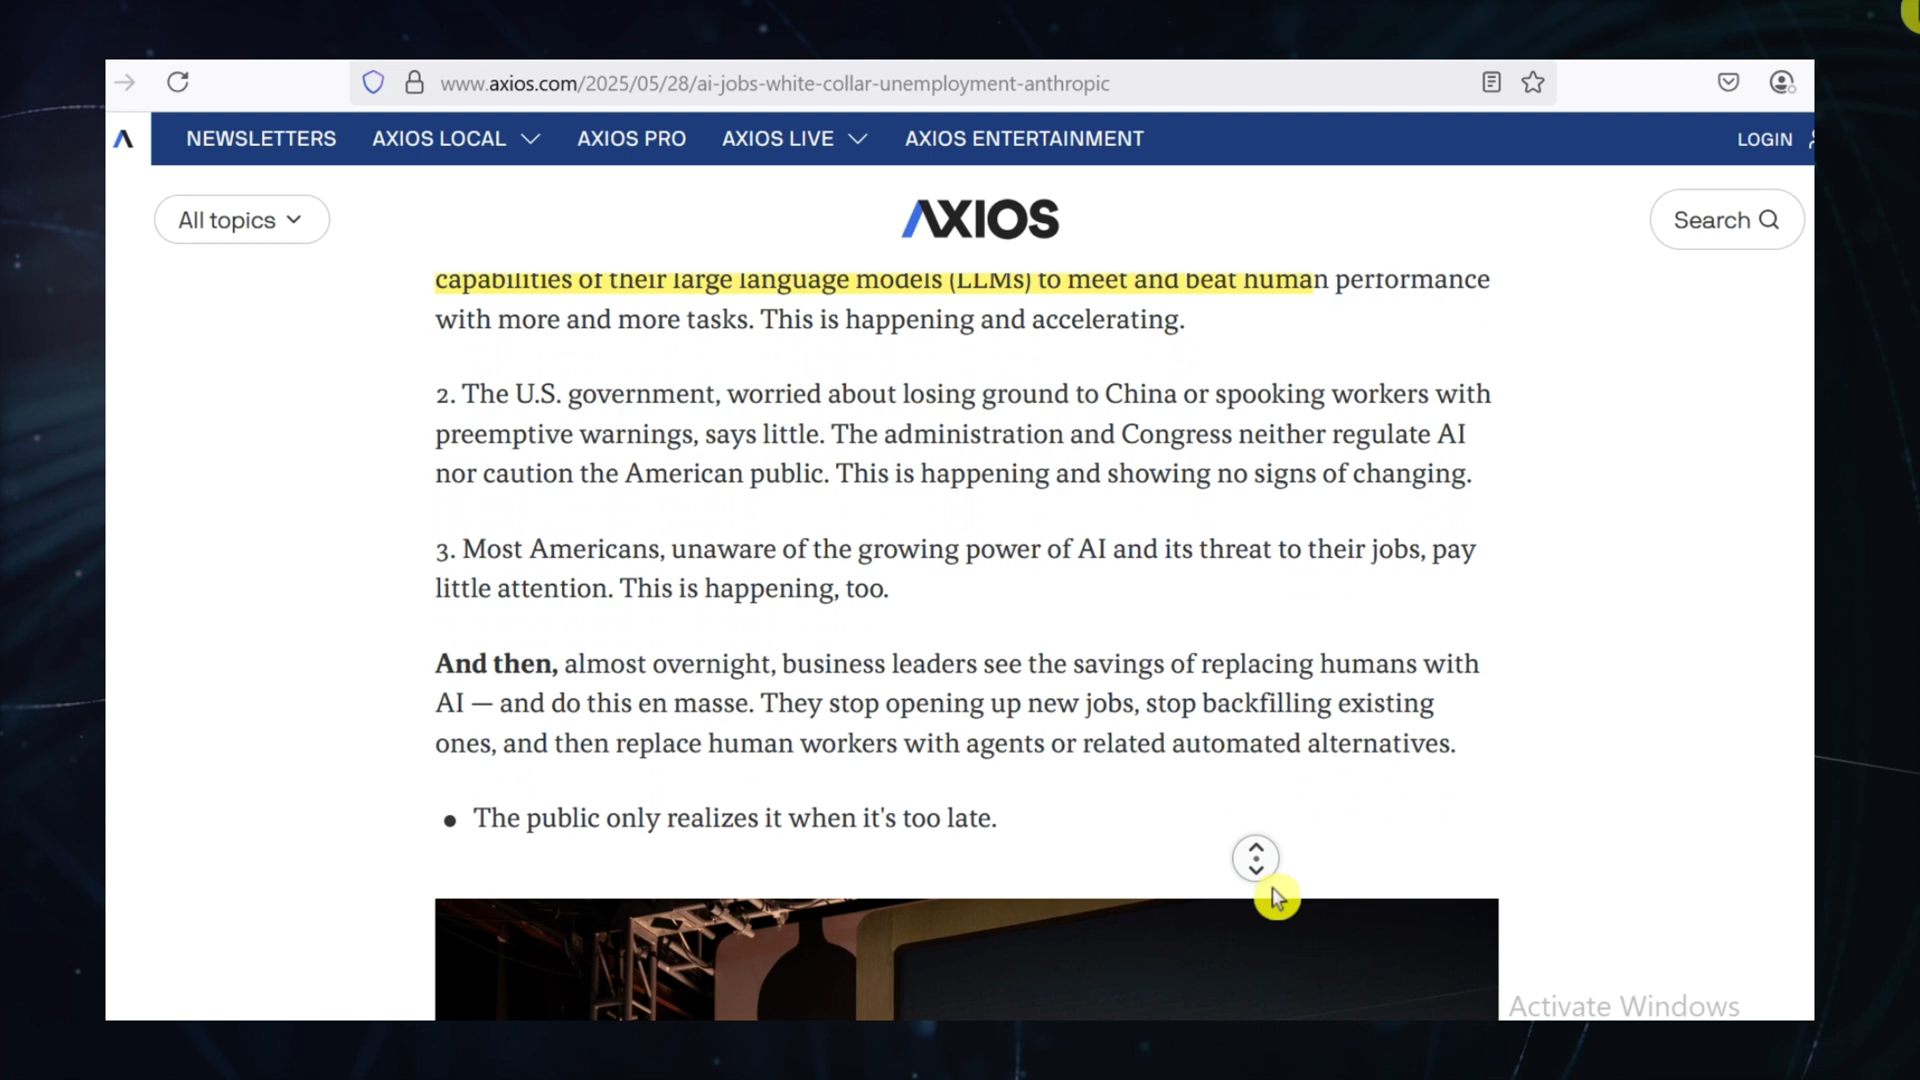 www.axios.com/2025/05/28/ai-jobs-white-collar-unemployment-anthropic
NEWSLETTERS AXIOS LOCAL AXIOS PRO AXIOS LIVE AXIOS ENTERTAINMENT LOGIN
All topics AXIOS Search
capabilities of their large language models (LLMs) to meet and beat human performance
with more and more tasks. This is happening and accelerating.
2. The U.S. government, worried about losing ground to China or spooking workers with
preemptive warnings, says little. The administration and Congress neither regulate AI
nor caution the American public. This is happening and showing no signs of changing.
3. Most Americans, unaware of the growing power of AI and its threat to their jobs, pay
little attention. This is happening, too.
And then, almost overnight, business leaders see the savings of replacing humans with
AI — and do this en masse. They stop opening up new jobs, stop backfilling existing
ones, and then replace human workers with agents or related automated alternatives.
● The public only realizes it when it's too late.
Activate Windows